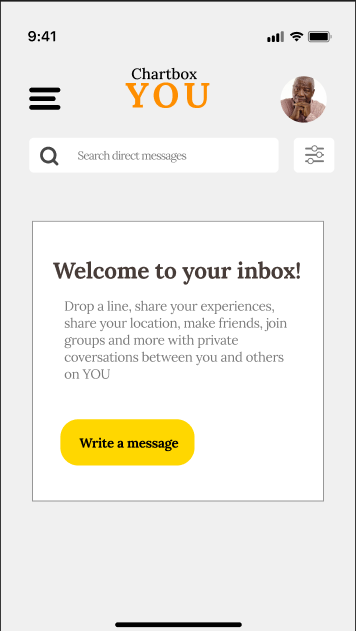 9:41
Chartbox
YOU
Search direct messages
Welcome to your inbox!
Drop a line, share your experiences,
share your location, make friends, join
groups and more with private
coversations between you and others
on YOU
Write a message